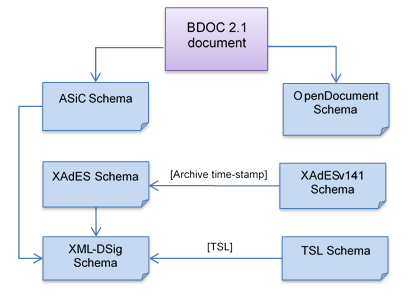 BDOC 2.1
document
ASiC Schema
OpenDocument
Schema
XAdES Schema
[Archive time-stamp]
XAdESv141
Schema
XML-DSig
Schema
[TSL]
TSL Schema